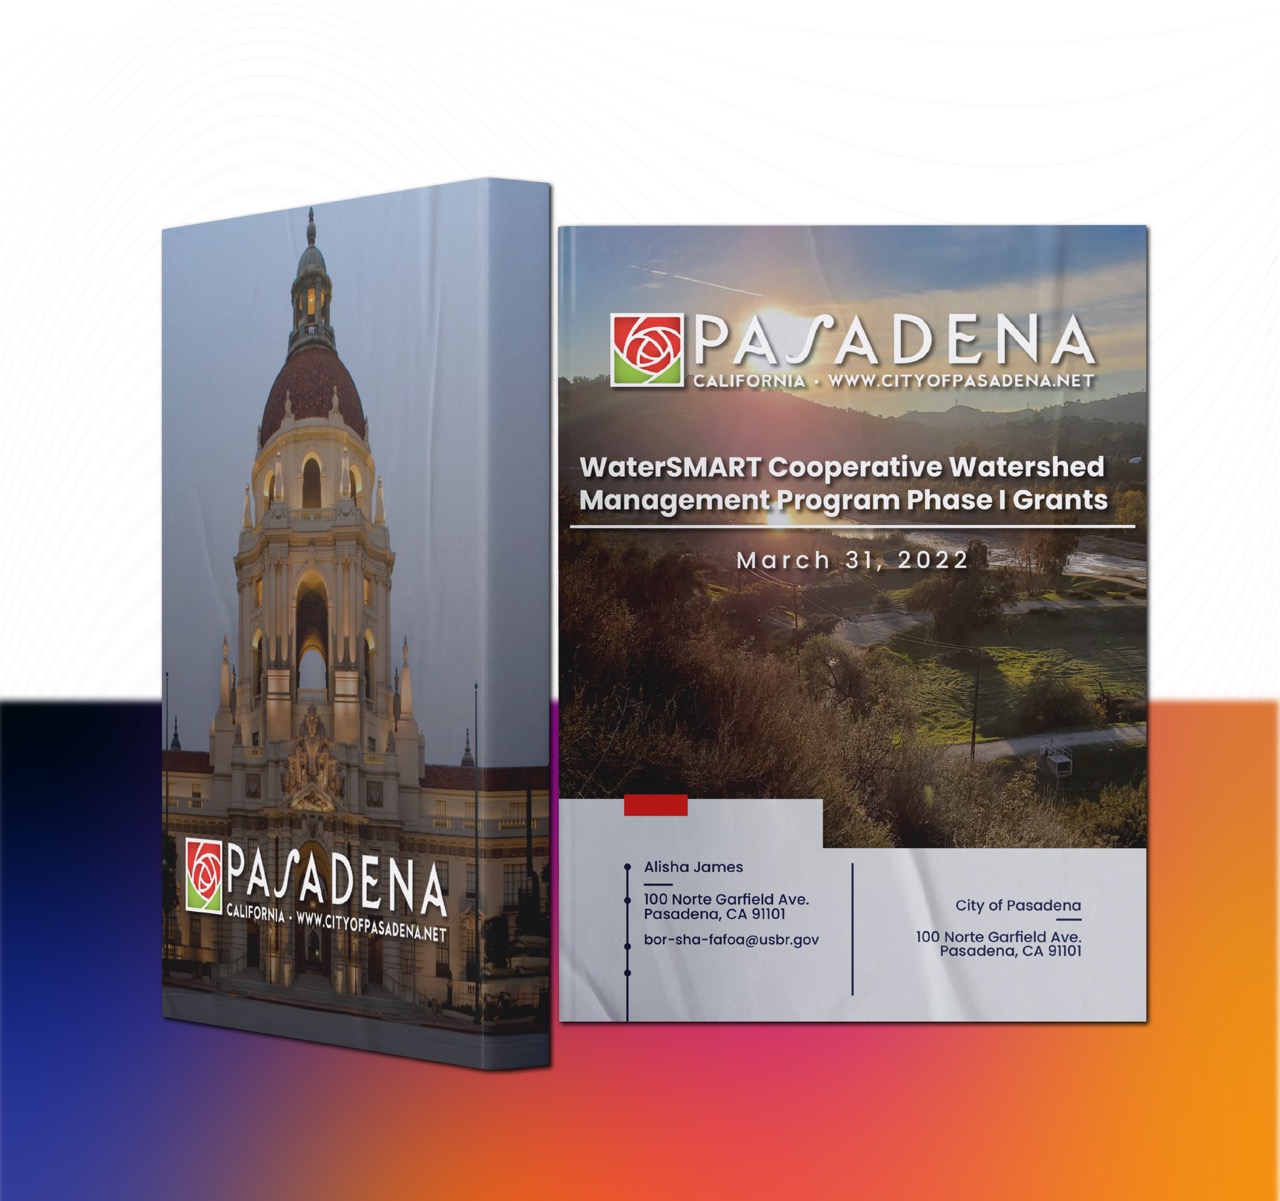 PASADENA
CALIFORNIA · WWW.CITYOFPASADENA.NET
PASADENA
CALIFORNIA · WWW.CITYOFPASADENA.NET
WaterSMART Cooperative Watershed
Management Program Phase I Grants
March 31, 2022
Alisha James
100 Norte Garfield Ave.
Pasadena, CA 91101
bor-sha-fafoa@usbr.gov
City of Pasadena
100 Norte Garfield Ave.
Pasadena, CA 91101